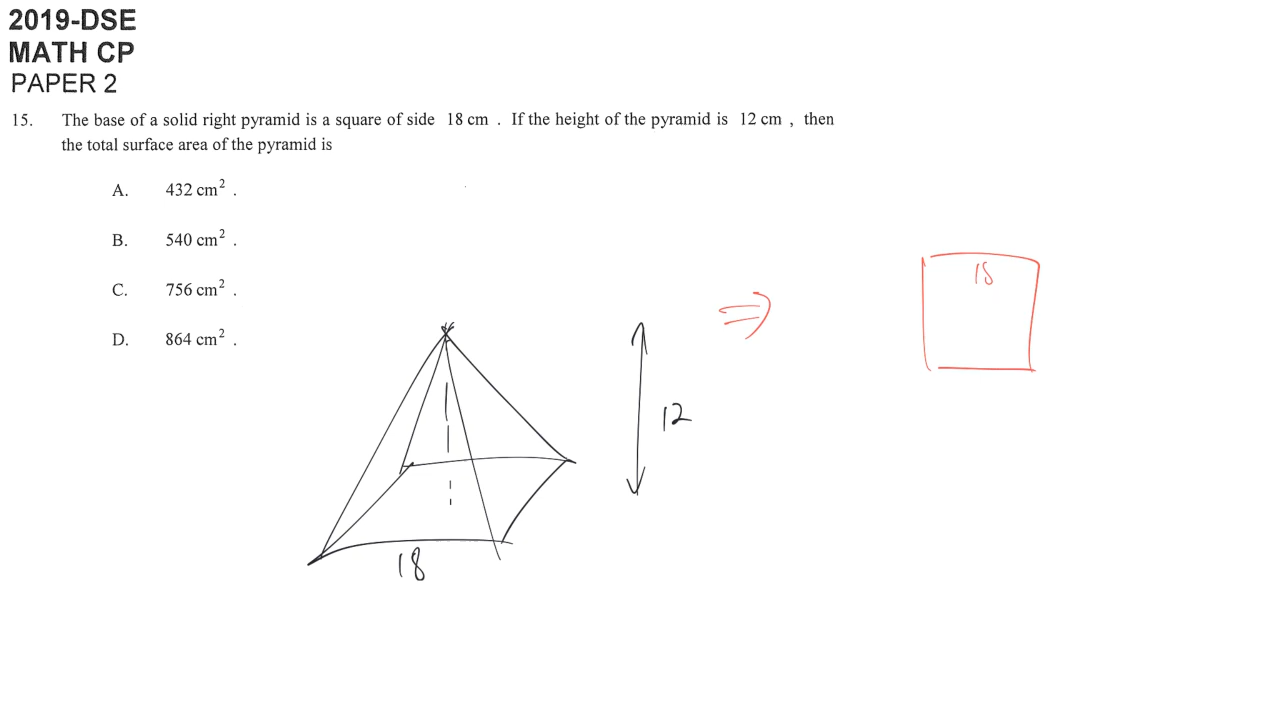 2019-DSE
MATH CP
PAPER 2
15. The base of a solid right pyramid is a square of side 18 cm . If the height of the pyramid is 12 cm , then
the total surface area of the pyramid is
A. 432 cm² .
B. 540 cm² .
C. 756 cm² .
D. 864 cm² .
18
12
18